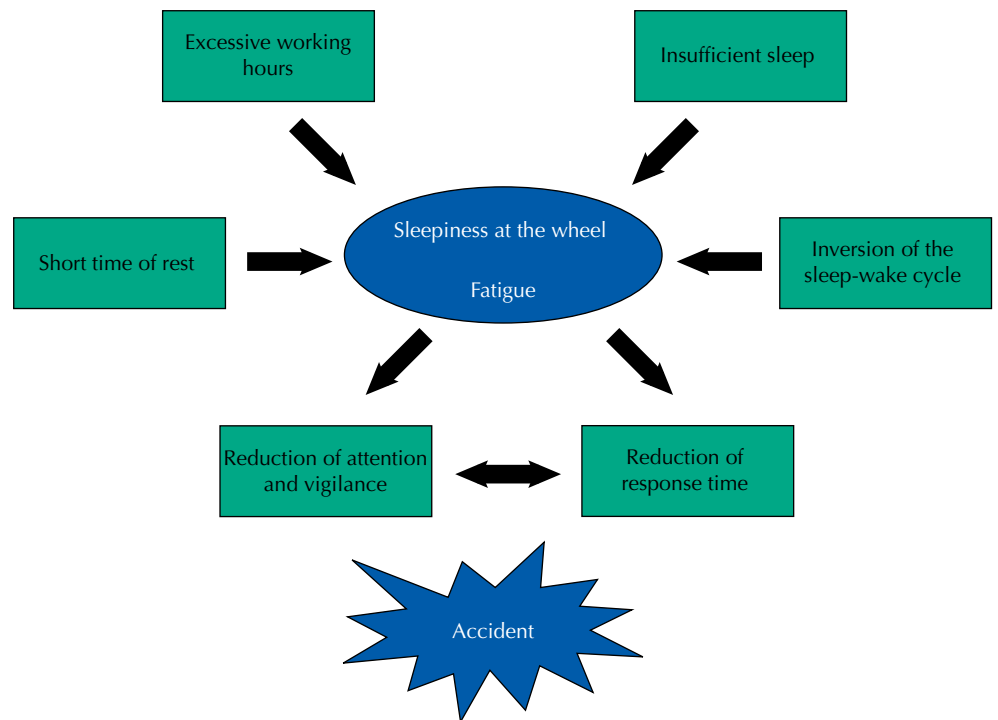 Excessive working
hours
Insufficient sleep
Sleepiness at the wheel
Fatigue
Short time of rest
Inversion of the
sleep-wake cycle
Reduction of attention
and vigilance
Reduction of
response time
Accident